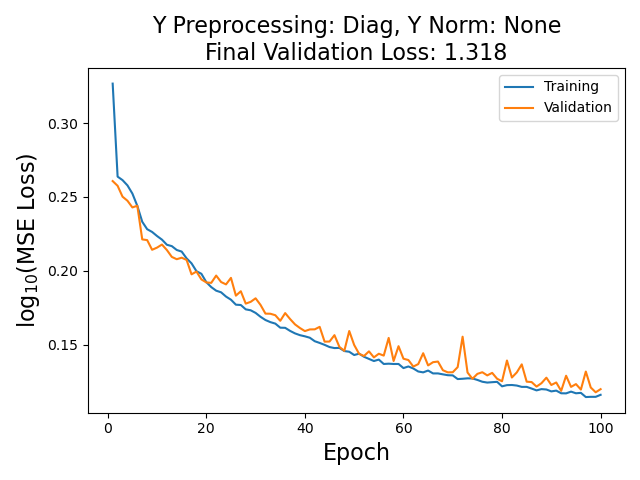 Y Preprocessing: Diag, Y Norm: None
Final Validation Loss: 1.318
Training
Validation
0.30
0.25
0.20
0.15
log₁₀(MSE Loss)
0
20
40
60
80
100
Epoch